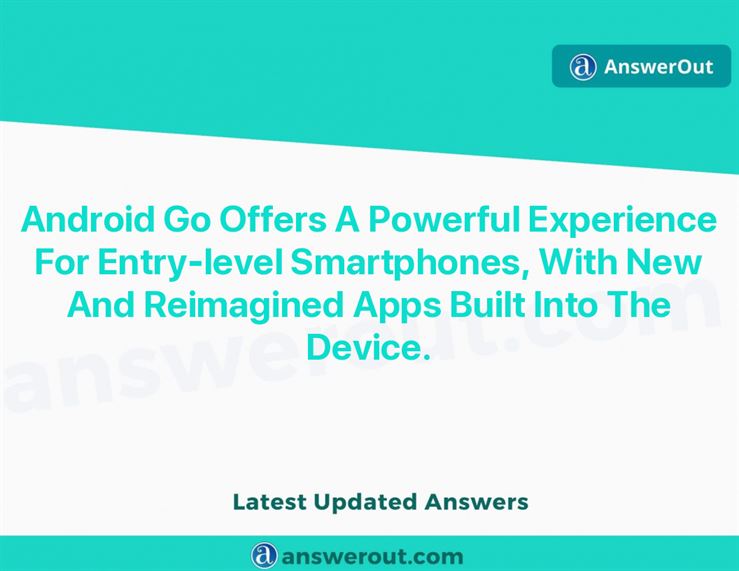 a AnswerOut
Android Go Offers A Powerful Experience
For Entry-level Smartphones, With New
And Reimagined Apps Built Into The
Device.
answerout.com
Latest Updated Answers
a answerout.com